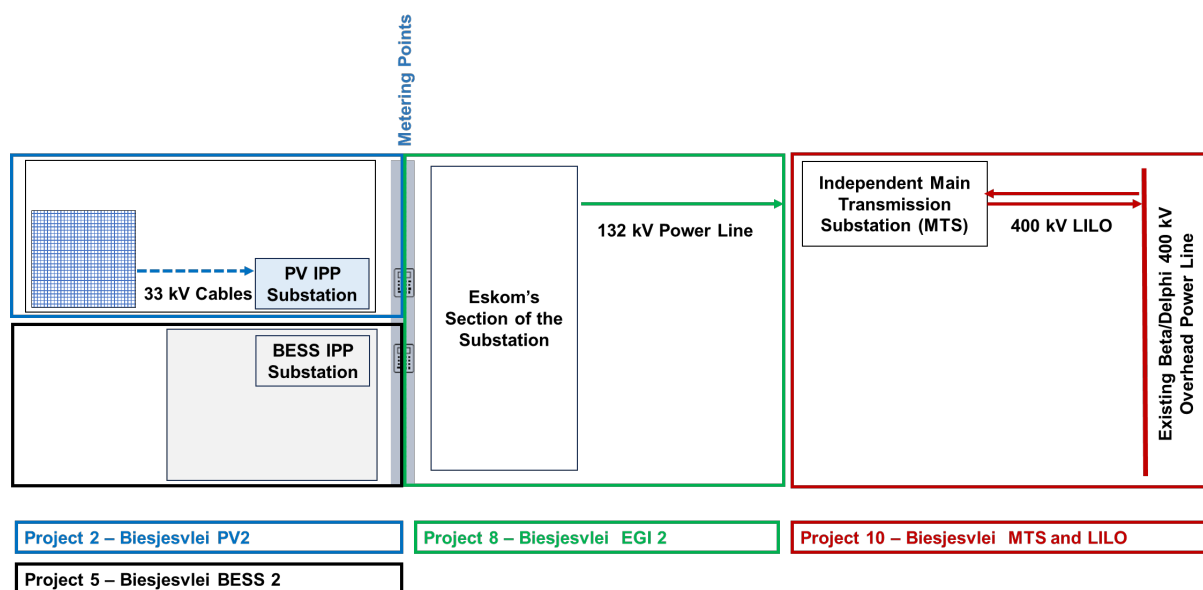 Metering Points
33 kV Cables
PV IPP
Substation
BESS IPP
Substation
Eskom's
Section of the
Substation
132 kV Power Line
Independent Main
Transmission
Substation (MTS)
400 kV LILO
Existing Beta/Delphi 400 kV
Overhead Power Line
Project 2 – Biesjesvlei PV2
Project 8 – Biesjesvlei EGI 2
Project 10 – Biesjesvlei MTS and LILO
Project 5 – Biesjesvlei BESS 2